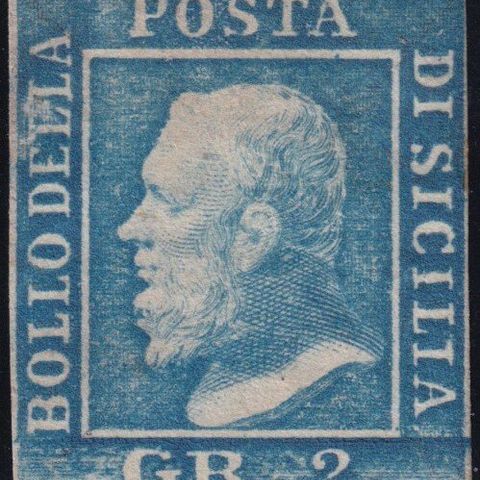 BOLLO DELLA
POSTA
DI SICILIA
GR. 2